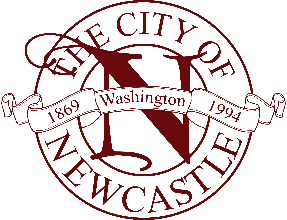 THE CITY OF
N
1869 Washington 1994
NEWCASTLE